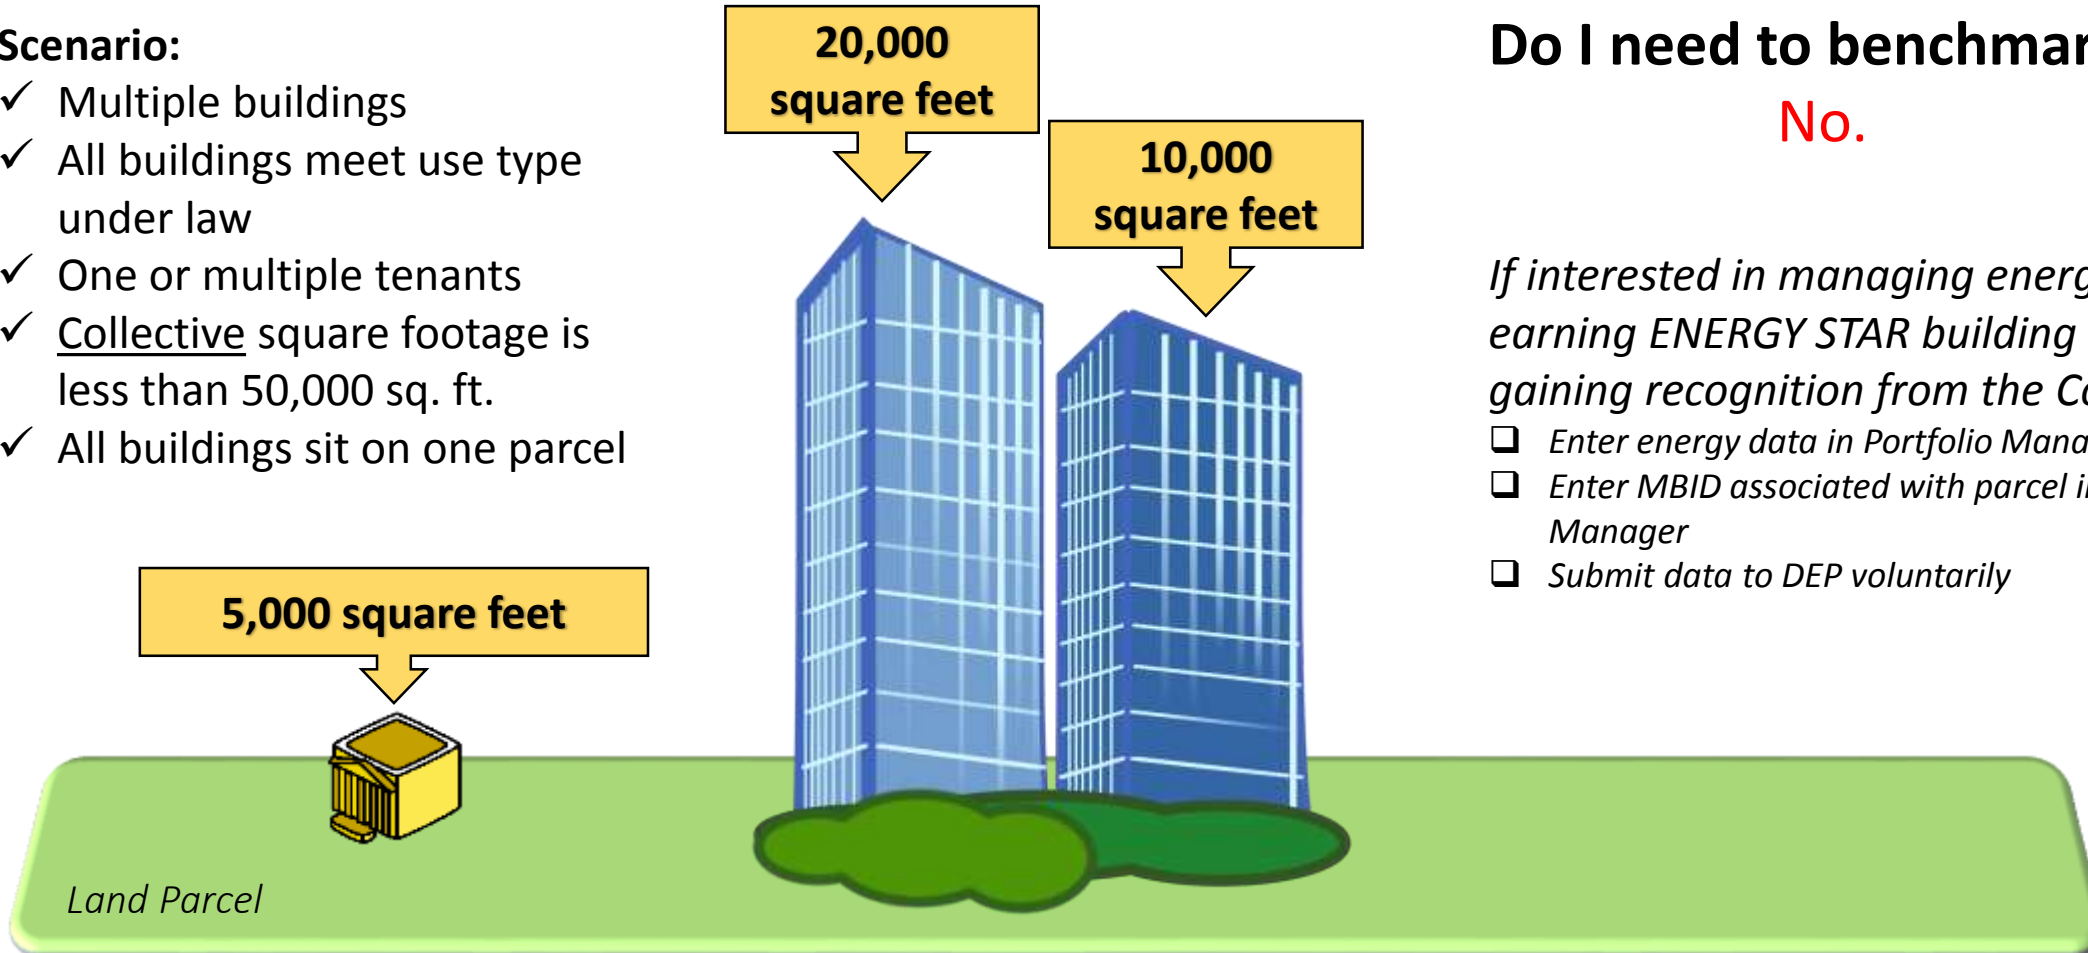 Scenario:
✓ Multiple buildings
✓ All buildings meet use type
under law
✓ One or multiple tenants
✓ Collective square footage is
less than 50,000 sq. ft.
✓ All buildings sit on one parcel
20,000
square feet
10,000
square feet
5,000 square feet
Land Parcel
Do I need to benchmar
No.
If interested in managing energ
earning ENERGY STAR building
gaining recognition from the Co
❑ Enter energy data in Portfolio Mana
❑ Enter MBID associated with parcel i
Manager
❑ Submit data to DEP voluntarily